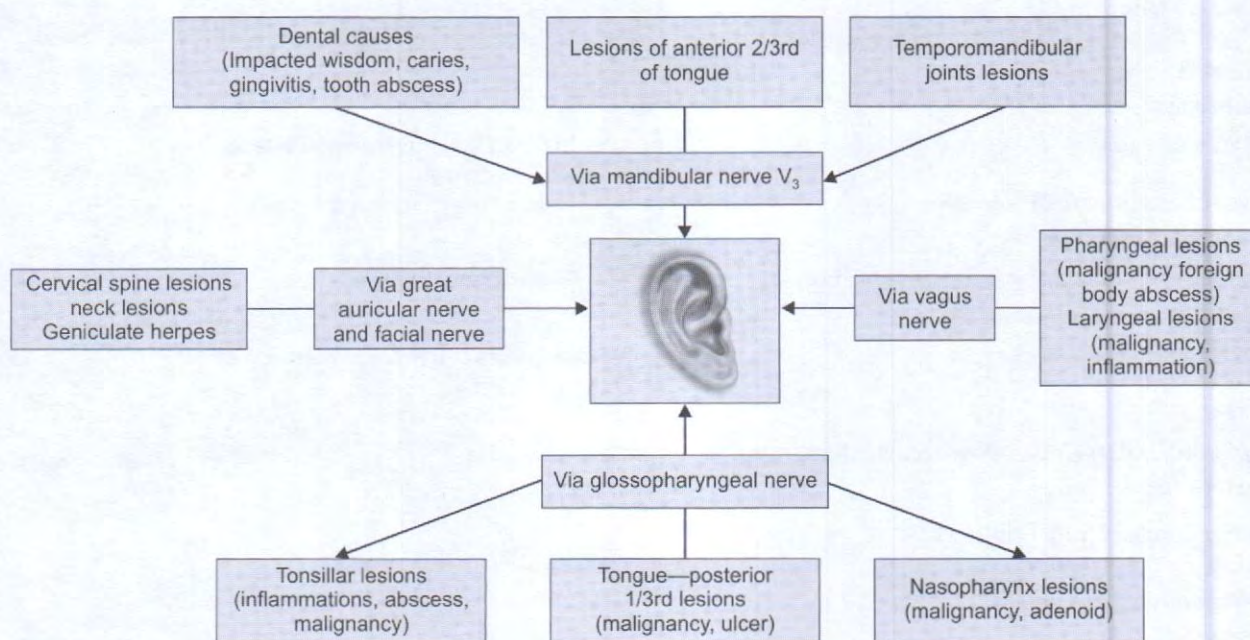 Dental causes
(Impacted wisdom, caries,
gingivitis, tooth abscess)
Lesions of anterior 2/3rd
of tongue
Temporomandibular
joints lesions
Via mandibular nerve V₃
Cervical spine lesions
neck lesions
Geniculate herpes
Via great
auricular nerve
and facial nerve
Via vagus
nerve
Pharyngeal lesions
(malignancy foreign
body abscess)
Laryngeal lesions
(malignancy,
inflammation)
Via glossopharyngeal nerve
Tonsillar lesions
(inflammations, abscess,
malignancy)
Tongue—posterior
1/3rd lesions
(malignancy, ulcer)
Nasopharynx lesions
(malignancy, adenoid)